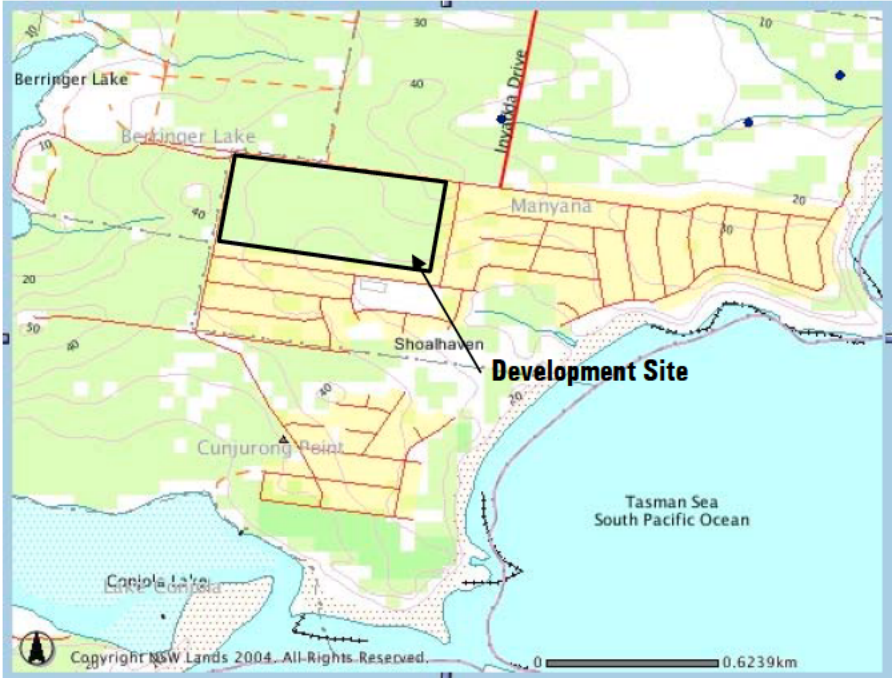 30
10
10
Berringer Lake
40
Inyadda Drive
Berringer Lake
10
40
Manyana
20
30
20
30
40
Shoalhaven
Development Site
40
20
Cunjurong Point
Tasman Sea
South Pacific Ocean
Conjola Lake
Lake Conjola
Copyright NSW Lands 2004. All Rights Reserved.
20
0
0.6239km